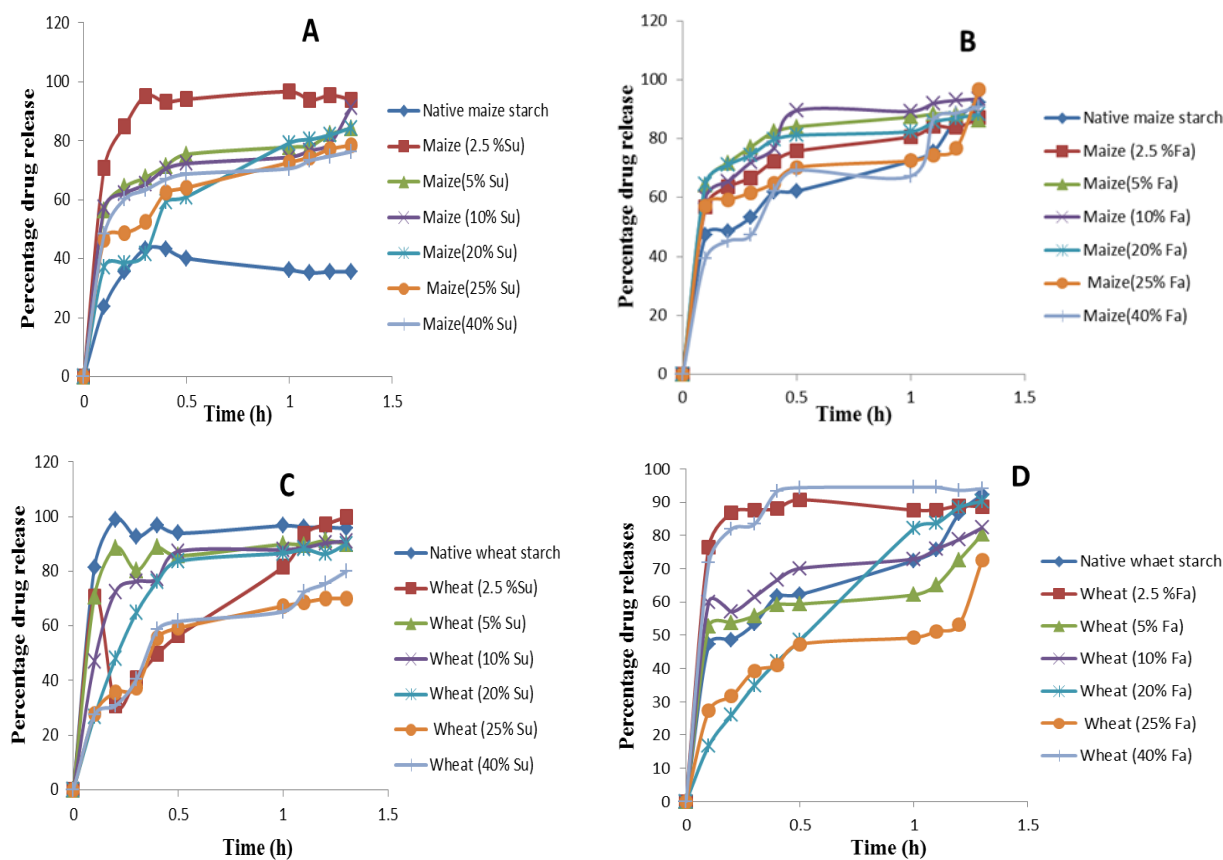 A
Percentage drug release
120
100
80
60
40
20
0
0
0.5
1
1.5
Time (h)
Native maize starch
Maize (2.5 %Su)
Maize(5% Su)
Maize (10% Su)
Maize(20% Su)
Maize(25% Su)
Maize(40% Su)
B
Percentage drug release
120
100
80
60
40
20
0
0
0.5
1
1.5
Time (h)
Native maize starch
Maize (2.5 %Fa)
Maize(5% Fa)
Maize (10% Fa)
Maize(20% Fa)
Maize(25% Fa)
Maize(40% Fa)
C
Percentage drug release
120
100
80
60
40
20
0
0
0.5
1
1.5
Time (h)
Native wheat starch
Wheat (2.5 %Su)
Wheat (5% Su)
Wheat (10% Su)
Wheat (20% Su)
Wheat (25% Su)
Wheat (40% Su)
D
Percentage drug releases
100
90
80
70
60
50
40
30
20
10
0
0
0.5
1
1.5
Time (h)
Native whaet starch
Wheat (2.5 %Fa)
Wheat (5% Fa)
Wheat (10% Fa)
Wheat (20% Fa)
Wheat (25% Fa)
Wheat (40% Fa)